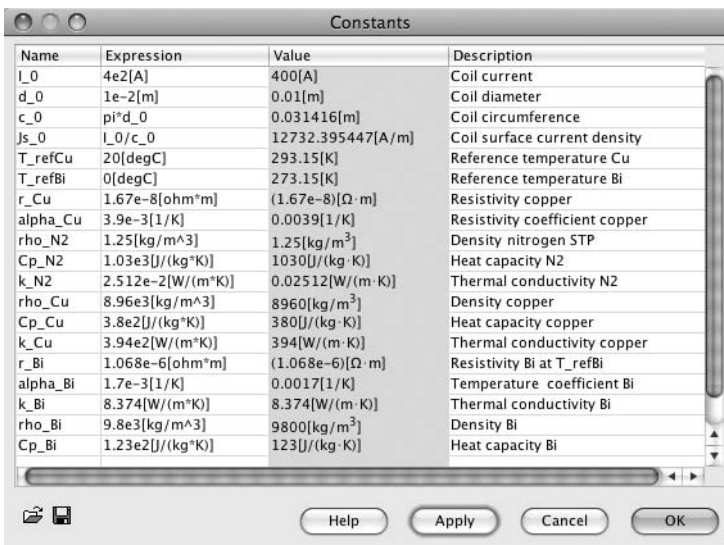 Constants
Name Expression Value Description
I_0 4e2[A] 400[A] Coil current
d_0 1e-2[m] 0.01[m] Coil diameter
c_0 pi*d_0 0.031416[m] Coil circumference
Js_0 I_0/c_0 12732.395447[A/m] Coil surface current density
T_refCu 20[degC] 293.15[K] Reference temperature Cu
T_refBi 0[degC] 273.15[K] Reference temperature Bi
r_Cu 1.67e-8[ohm*m] (1.67e-8)[Ω·m] Resistivity copper
alpha_Cu 3.9e-3[1/K] 0.0039[1/K] Resistivity coefficient copper
rho_N2 1.25[kg/m^3] 1.25[kg/m³] Density nitrogen STP
Cp_N2 1.03e3[J/(kg*K)] 1030[J/(kg·K)] Heat capacity N2
k_N2 2.512e-2[W/(m*K)] 0.02512[W/(m·K)] Thermal conductivity N2
rho_Cu 8.96e3[kg/m^3] 8960[kg/m³] Density copper
Cp_Cu 3.8e2[J/(kg*K)] 380[J/(kg·K)] Heat capacity copper
k_Cu 3.94e2[W/(m*K)] 394[W/(m·K)] Thermal conductivity copper
r_Bi 1.068e-6[ohm*m] (1.068e-6)[Ω·m] Resistivity Bi at T_refBi
alpha_Bi 1.7e-3[1/K] 0.0017[1/K] Temperature coefficient Bi
k_Bi 8.374[W/(m*K)] 8.374[W/(m·K)] Thermal conductivity Bi
rho_Bi 9.8e3[kg/m^3] 9800[kg/m³] Density Bi
Cp_Bi 1.23e2[J/(kg*K)] 123[J/(kg·K)] Heat capacity Bi
Help Apply Cancel OK